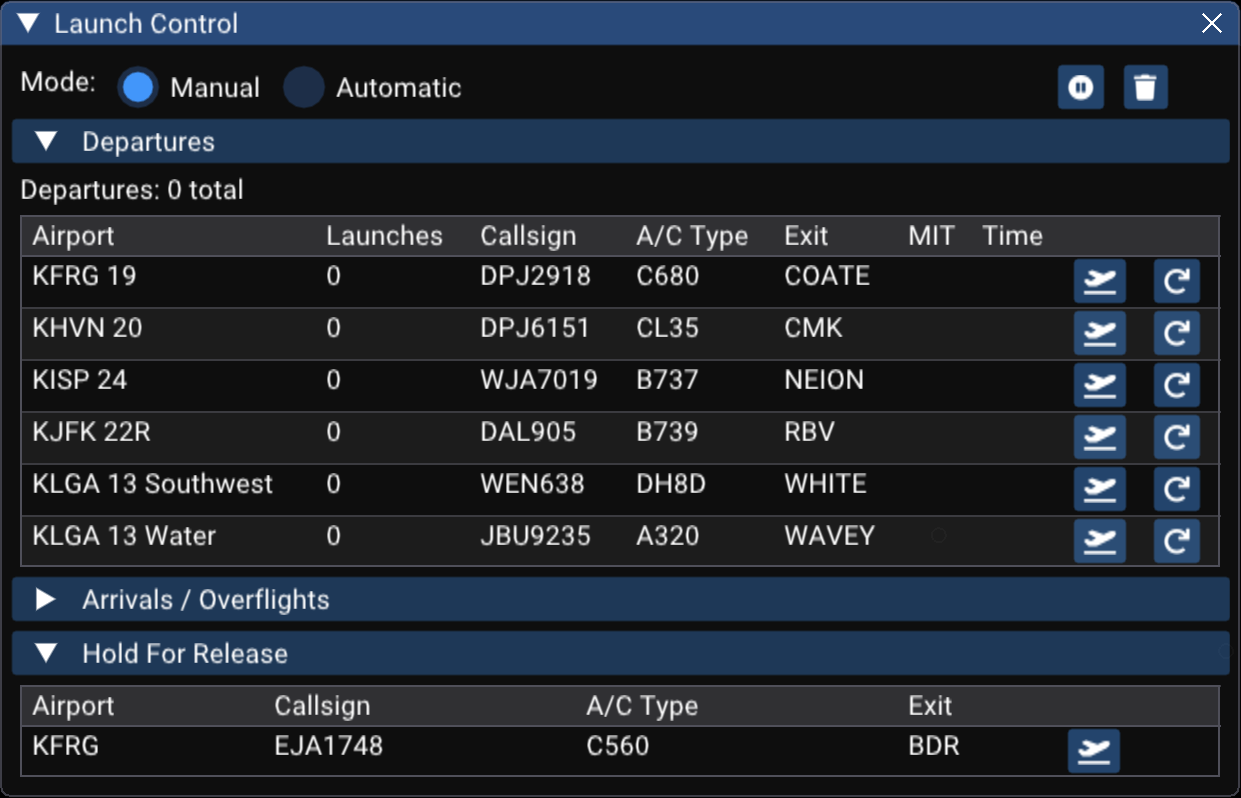 Launch Control
Mode: Manual Automatic
Departures
Departures: 0 total
Airport Launches Callsign A/C Type Exit MIT Time
KFRG 19 0 DPJ2918 C680 COATE
KHVN 20 0 DPJ6151 CL35 CMK
KISP 24 0 WJA7019 B737 NEION
KJFK 22R 0 DAL905 B739 RBV
KLGA 13 Southwest 0 WEN638 DH8D WHITE
KLGA 13 Water 0 JBU9235 A320 WAVEY
Arrivals / Overflights
Hold For Release
Airport Callsign A/C Type Exit
KFRG EJA1748 C560 BDR